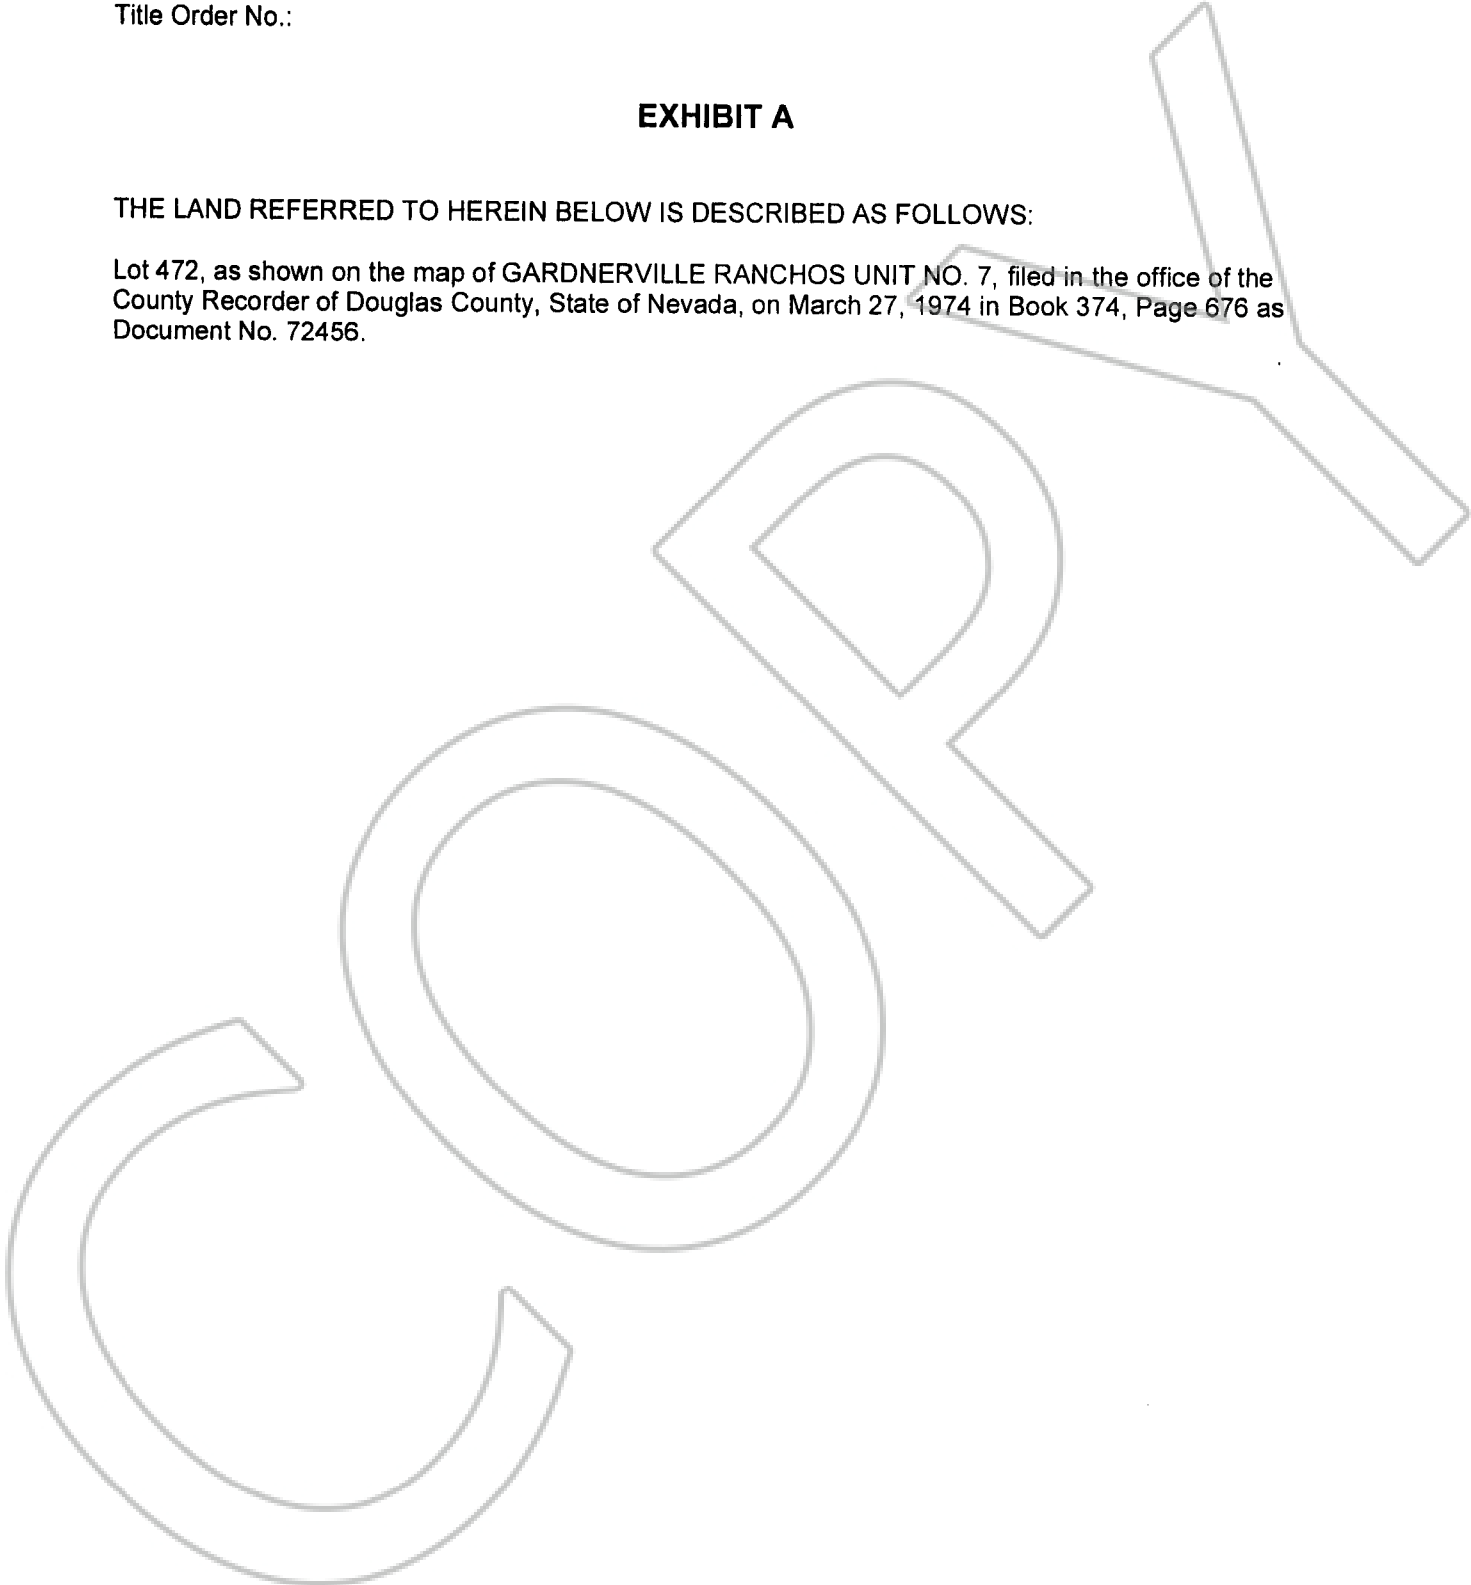 Title Order No.:
EXHIBIT A
THE LAND REFERRED TO HEREIN BELOW IS DESCRIBED AS FOLLOWS:
Lot 472, as shown on the map of GARDNERVILLE RANCHOS UNIT NO. 7, filed in the office of the
County Recorder of Douglas County, State of Nevada, on March 27, 1974 in Book 374, Page 676 as
Document No. 72456.
COPY